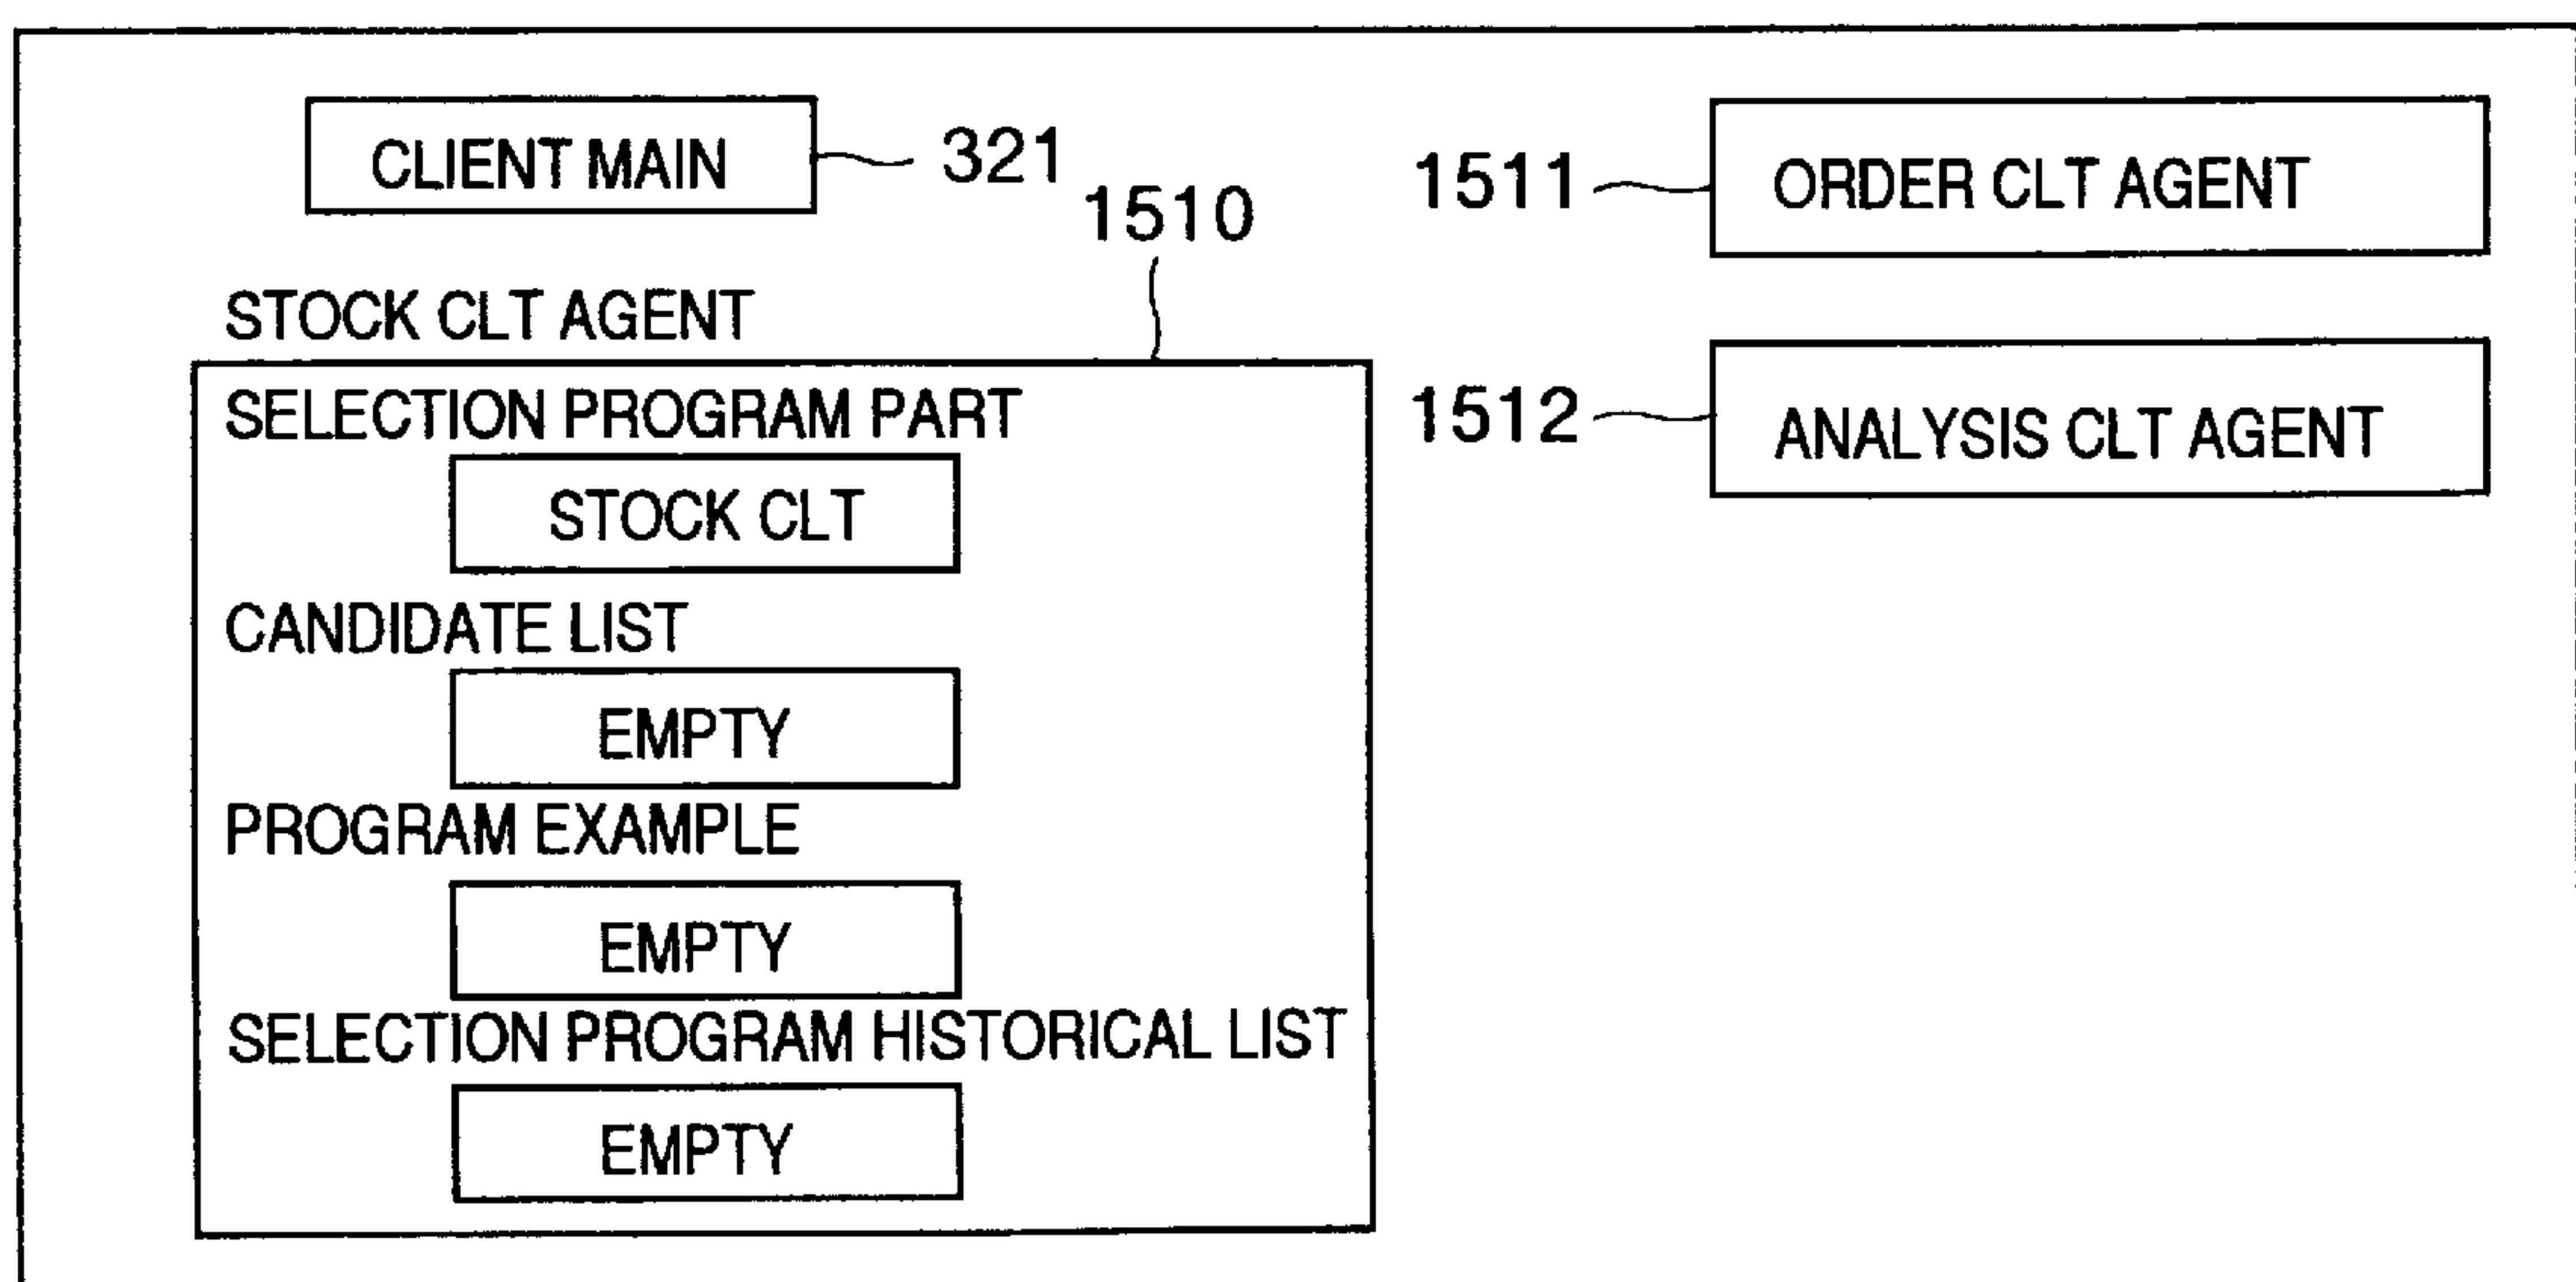 CLIENT MAIN
321
1510
STOCK CLT AGENT
SELECTION PROGRAM PART
STOCK CLT
CANDIDATE LIST
EMPTY
PROGRAM EXAMPLE
EMPTY
SELECTION PROGRAM HISTORICAL LIST
EMPTY
1511
ORDER CLT AGENT
1512
ANALYSIS CLT AGENT